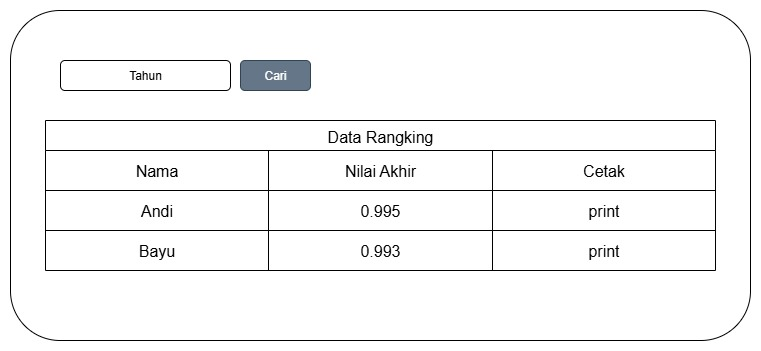 Tahun Cari
Data Rangking
Nama Nilai Akhir Cetak
Andi 0.995 print
Bayu 0.993 print